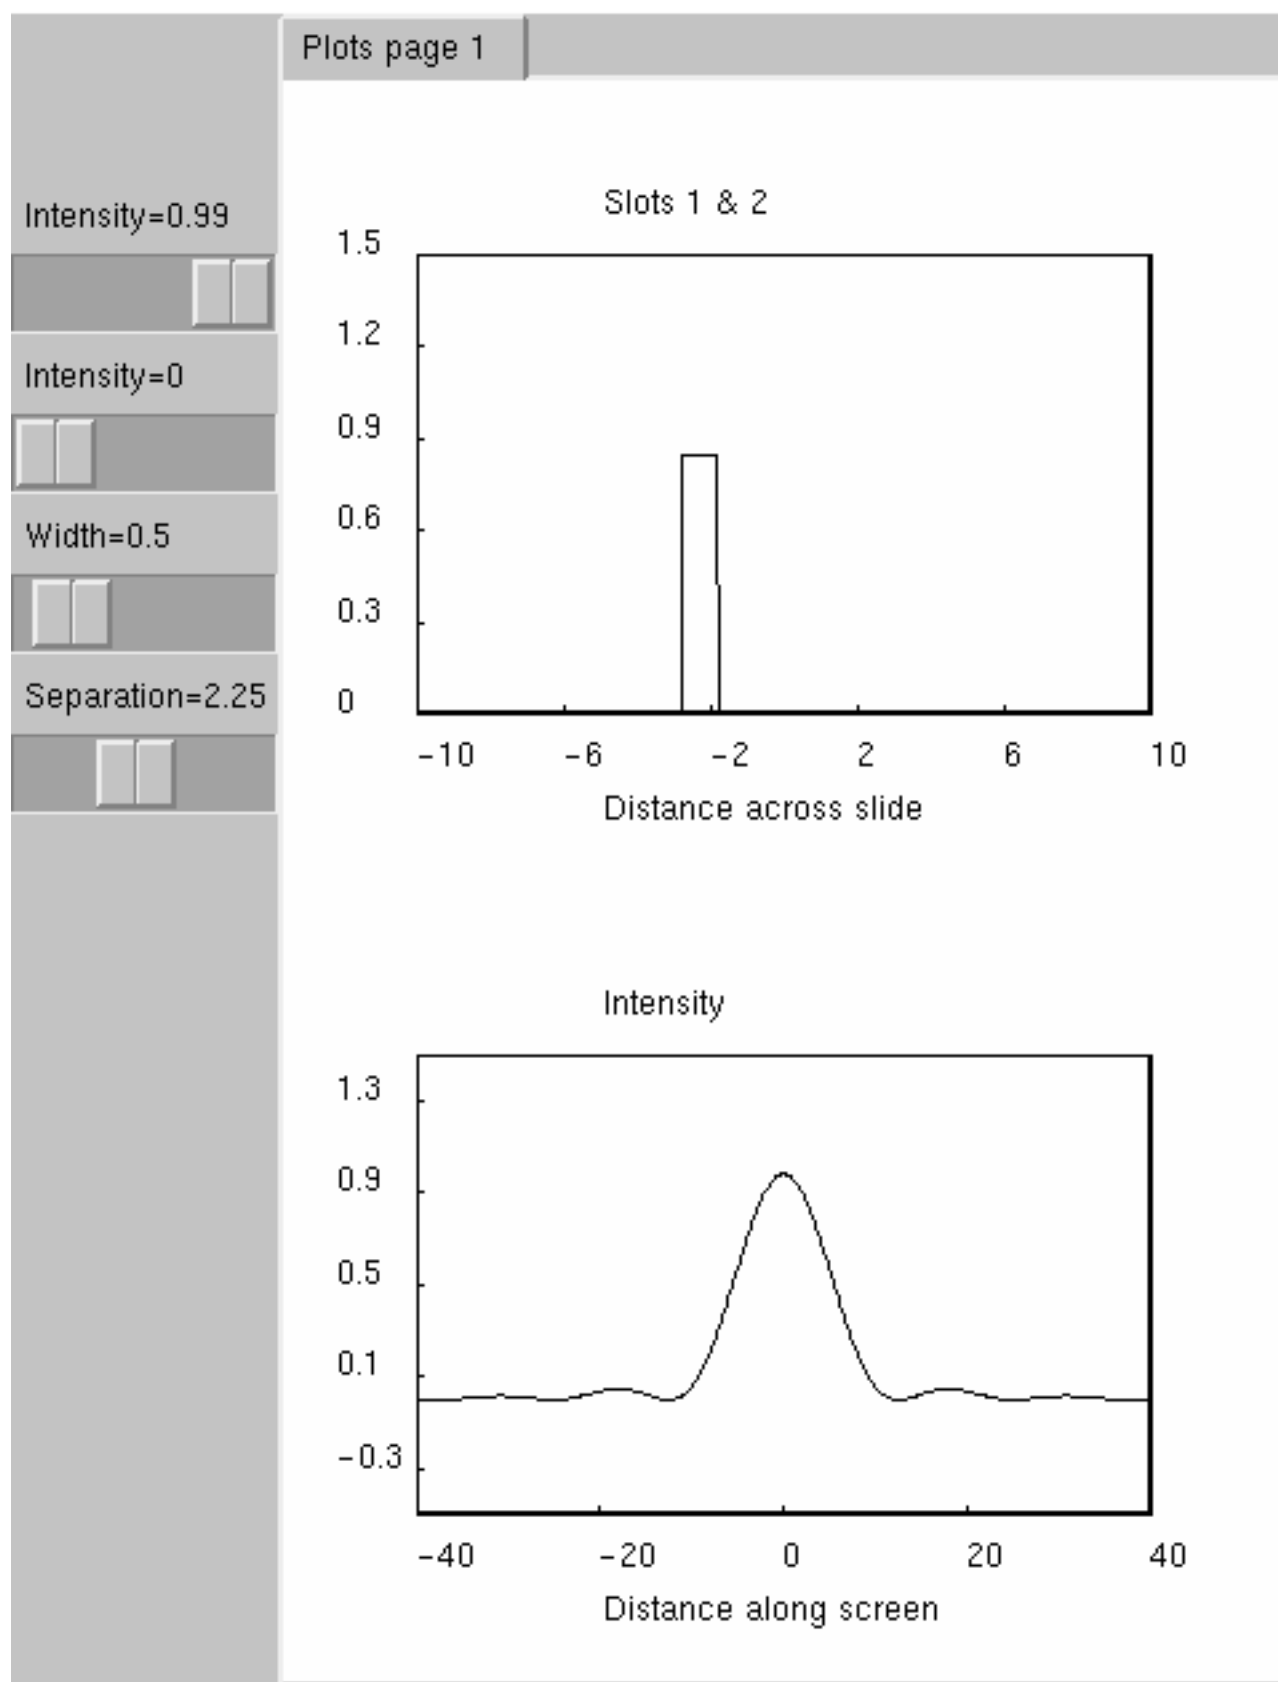 Plots page 1
Intensity=0.99
Intensity=0
Width=0.5
Separation=2.25
Slots 1 & 2
1.5
1.2
0.9
0.6
0.3
0
-10 -6 -2 2 6 10
Distance across slide
Intensity
1.3
0.9
0.5
0.1
-0.3
-40 -20 0 20 40
Distance along screen